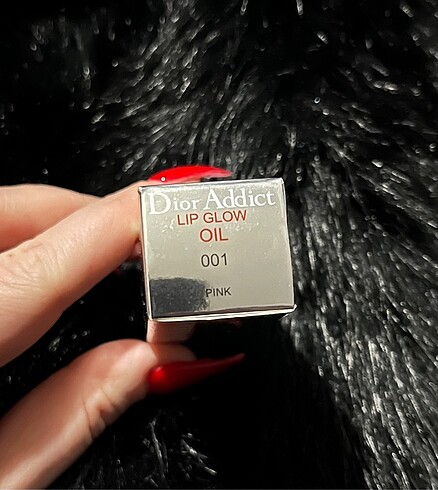 Dior Addict
LIP GLOW
OIL
001
PINK